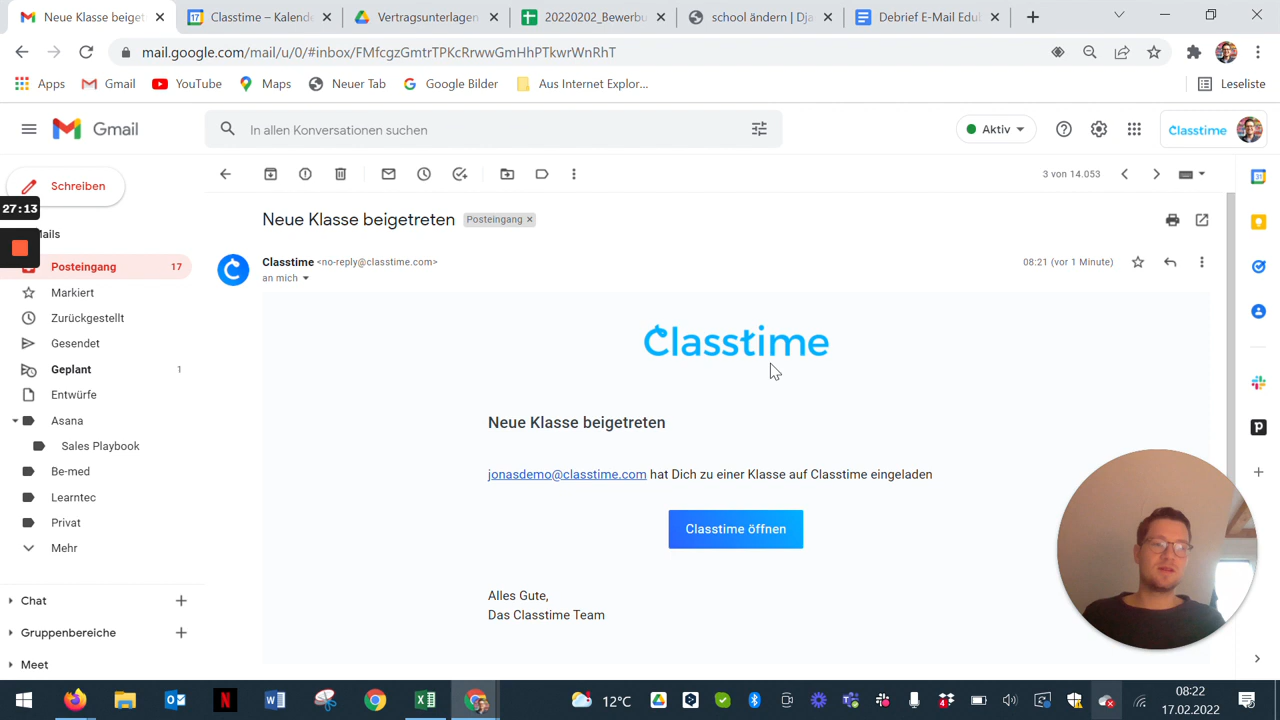 Neue Klasse beiget
Classtime – Kalende
Vertragsunterlagen
20220202_Bewerbu
school ändern | Dja
Debrief E-Mail Edul
mail.google.com/mail/u/0/#inbox/FMfcgzGmtrTPKcRrwwGmHhPTkwrWnRhT
Apps
Gmail
YouTube
Maps
Neuer Tab
Google Bilder
Aus Internet Explor...
Leseliste
Gmail
In allen Konversationen suchen
Aktiv
Classtime
Schreiben
3 von 14.053
27:13
Mails
Neue Klasse beigetreten
Posteingang ×
Posteingang 17
Classtime <no-reply@classtime.com>
08:21 (vor 1 Minute)
an mich
Markiert
Zurückgestellt
Gesendet
Geplant 1
Entwürfe
Asana
Sales Playbook
Be-med
Learntec
Privat
Mehr
Chat
Gruppenbereiche
Meet
Classtime
Neue Klasse beigetreten
jonasdemo@classtime.com hat Dich zu einer Klasse auf Classtime eingeladen
Classtime öffnen
Alles Gute,
Das Classtime Team
12°C
08:22
17.02.2022